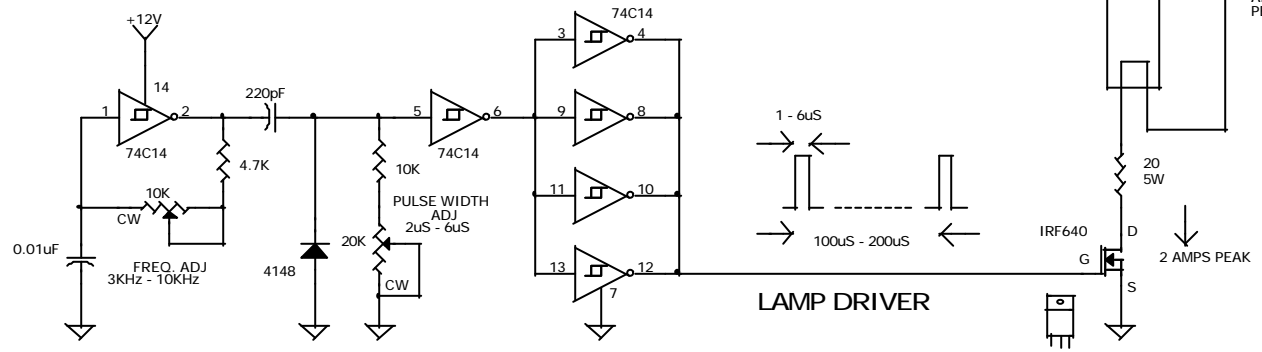 +12V
14
1
2
74C14
220pF
4.7K
10K
CW
0.01uF
FREQ. ADJ
3KHz - 10KHz
4148
10K
PULSE WIDTH
ADJ
2uS - 6uS
20K
CW
5
6
74C14
74C14
3
4
9
8
11
10
13
12
7
1 - 6uS
100uS - 200uS
LAMP DRIVER
20
5W
IRF640
D
G
S
2 AMPS PEAK